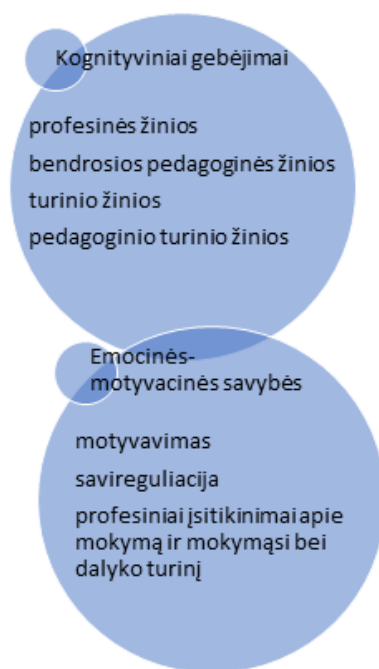 Kognityviniai gebėjimai
profesinės žinios
bendrosios pedagoginės žinios
turinio žinios
pedagoginio turinio žinios
Emocinės-
motyvacinės savybės
motyvavimas
savireguliacija
profesiniai įsitikinimai apie
mokymą ir mokymąsi bei
dalyko turinį